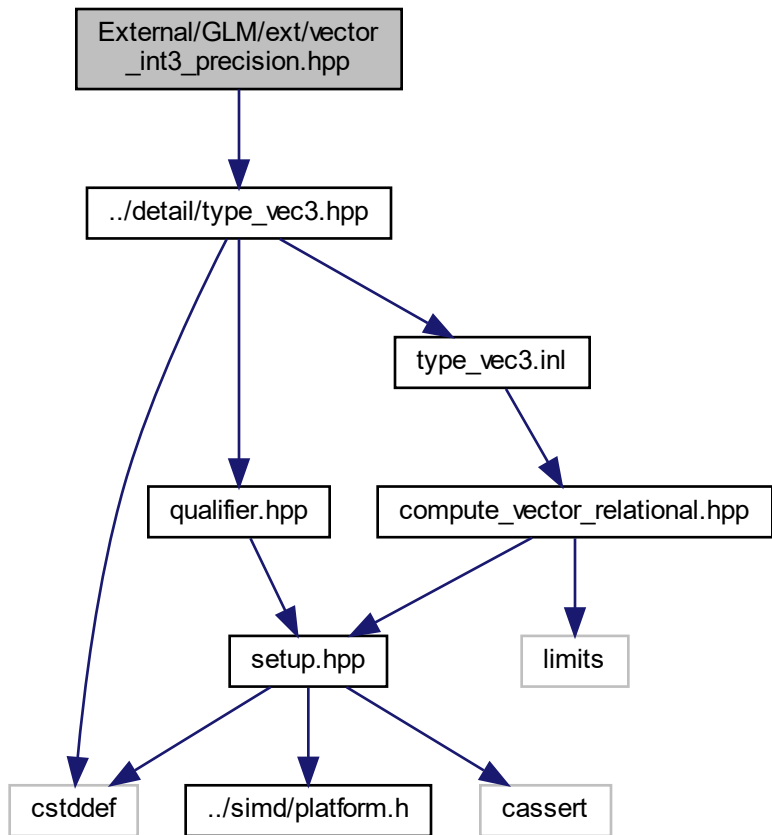 External/GLM/ext/vector
_int3_precision.hpp
../detail/type_vec3.hpp
type_vec3.inl
qualifier.hpp
compute_vector_relational.hpp
setup.hpp
limits
cstddef
../simd/platform.h
cassert